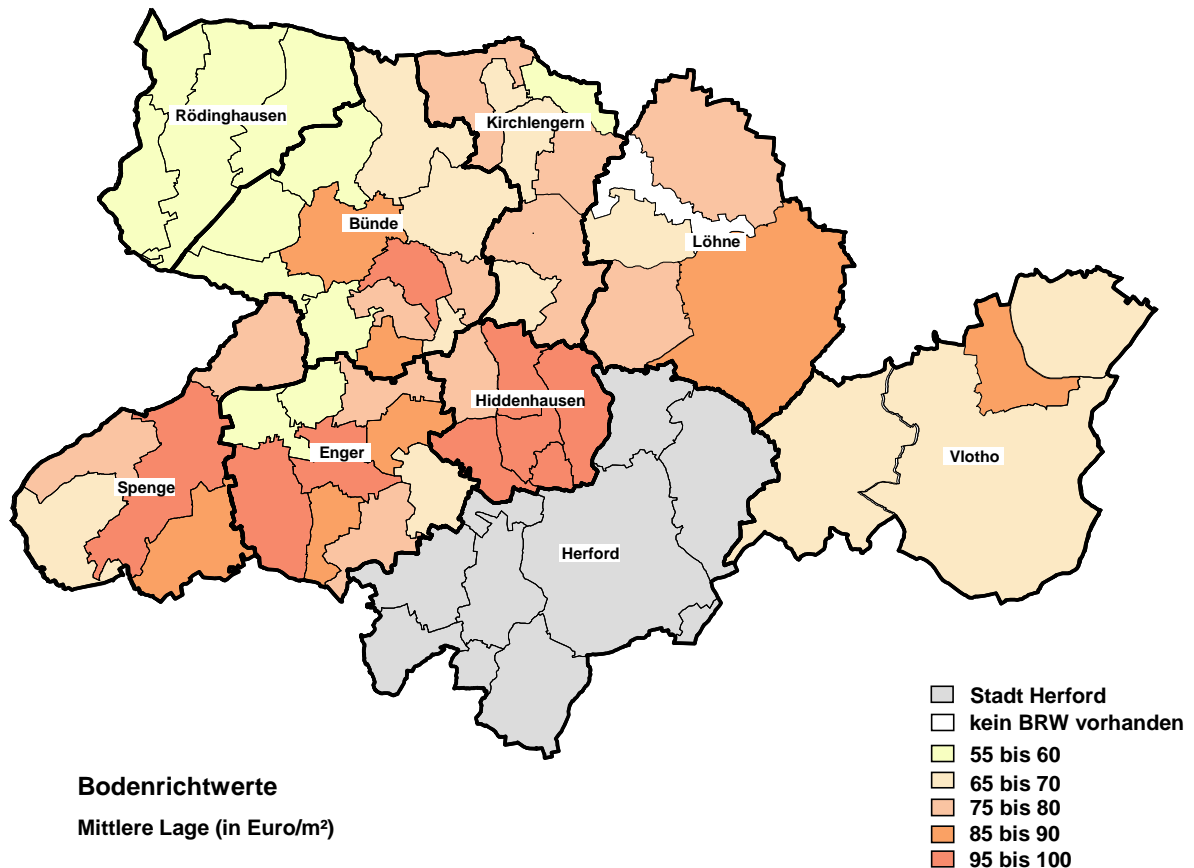 Rödinghausen
Kirchlengern
Bünde
Löhne
Hiddenhausen
Enger
Vlotho
Spenge
Herford
Stadt Herford
kein BRW vorhanden
55 bis 60
65 bis 70
75 bis 80
85 bis 90
95 bis 100
Bodenrichtwerte
Mittlere Lage (in Euro/m²)